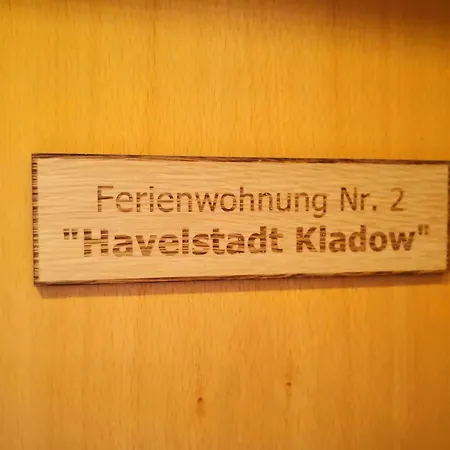 Ferienwohnung Nr. 2
"Havelstadt Kladow"